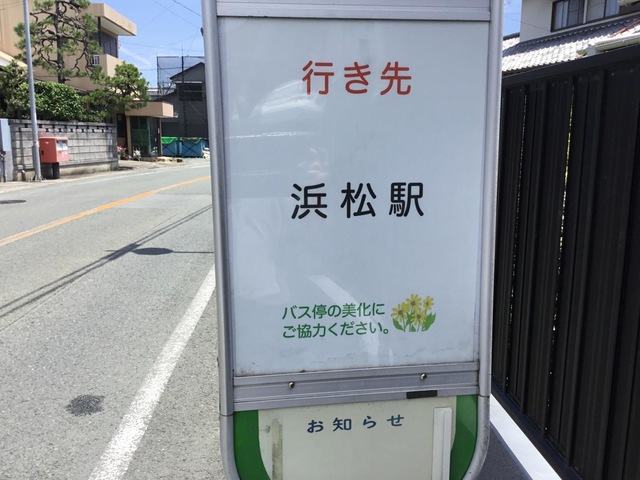 行き先
浜松駅
バス停の美化に
ご協力ください。
お知らせ